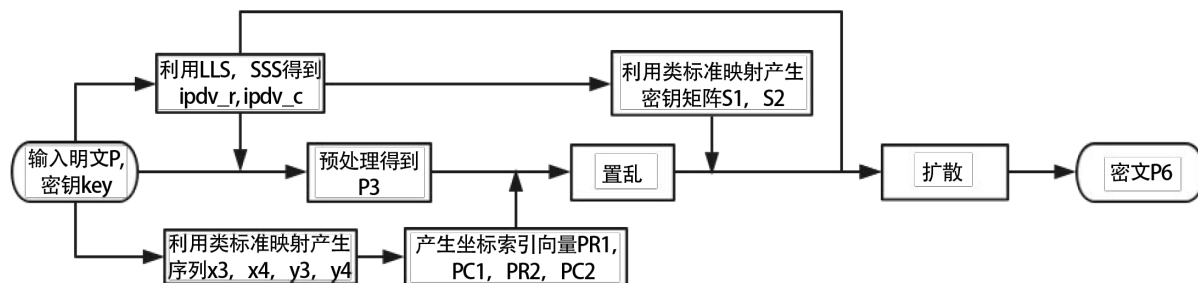 利用LLS，SSS得到
ipdv_r,ipdv_c
利用类标准映射产生
密钥矩阵S1，S2
输入明文P,
密钥key
预处理得到
P3
置乱
扩散
密文P6
利用类标准映射产生
序列x3，x4，y3，y4
产生坐标索引向量PR1,
PC1，PR2，PC2